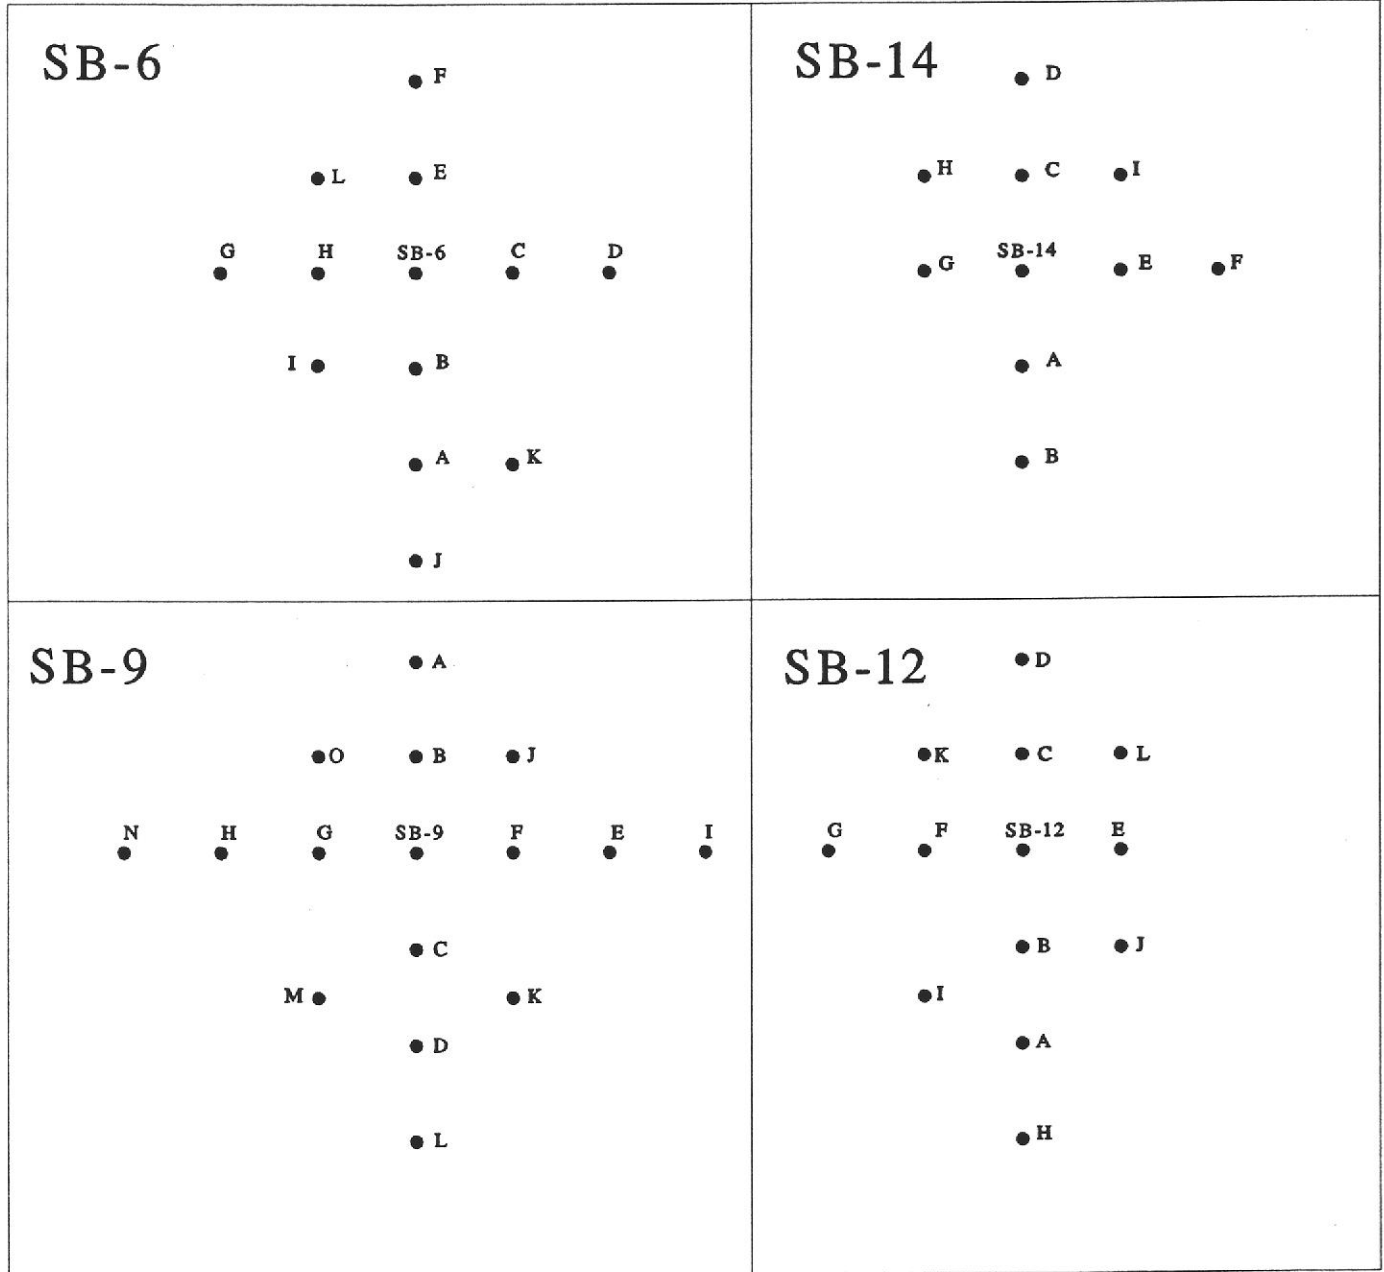 SB-6
F
L E
G H SB-6 C D
I B
A K
J
SB-14
D
H C I
G SB-14 E F
A
B
SB-9
A
O B J
N H G SB-9 F E I
C
M K
D
L
SB-12
D
K C L
G F SB-12 E
B J
I
A
H